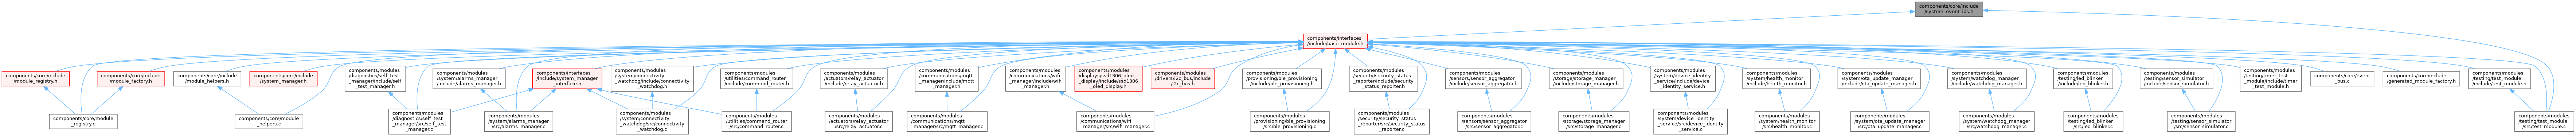 components/core/include
/system_event_ids.h
components/interfaces
/include/base_module.h
components/core/include
/module_registry.h
components/core/include
/module_factory.h
components/core/include
/module_helpers.h
components/core/include
/system_manager.h
components/modules
/diagnostics/self_test
_manager/include/self
_test_manager.h
components/modules
/system/alarms_manager
/include/alarms_manager.h
components/interfaces
/include/system_manager
_interface.h
components/modules
/system/connectivity
_watchdog/include/connectivity
_watchdog.h
components/modules
/utilities/command_router
/include/command_router.h
components/modules
/actuators/relay_actuator
/include/relay_actuator.h
components/modules
/communications/mqtt
_manager/include/mqtt
_manager.h
components/modules
/communications/wifi
_manager/include/wifi
_manager.h
components/modules
/displays/ssd1306_oled
_display/include/ssd1306
_oled_display.h
components/modules
/drivers/i2c_bus/include
/i2c_bus.h
components/modules
/provisioning/ble_provisioning
/include/ble_provisioning.h
components/modules
/security/security_status
_reporter/include/security
_status_reporter.h
components/modules
/sensors/sensor_aggregator
/include/sensor_aggregator.h
components/modules
/storage/storage_manager
/include/storage_manager.h
components/modules
/system/device_identity
_service/include/device
_identity_service.h
components/modules
/system/health_monitor
/include/health_monitor.h
components/modules
/system/ota_update_manager
/include/ota_update_manager.h
components/modules
/system/watchdog_manager
/include/watchdog_manager.h
components/modules
/testing/led_blinker
/include/led_blinker.h
components/modules
/testing/sensor_simulator
/include/sensor_simulator.h
components/modules
/testing/timer_test
_module/include/timer
_test_module.h
components/core/event
_bus.c
components/core/include
/generated_module_factory.h
components/modules
/testing/test_module
/include/test_module.h
components/core/module
_registry.c
components/core/module
_helpers.c
components/modules
/diagnostics/self_test
_manager/src/self_test
_manager.c
components/modules
/system/alarms_manager
/src/alarms_manager.c
components/modules
/system/connectivity
_watchdog/src/connectivity
_watchdog.c
components/modules
/utilities/command_router
/src/command_router.c
components/modules
/actuators/relay_actuator
/src/relay_actuator.c
components/modules
/communications/mqtt
_manager/src/mqtt_manager.c
components/modules
/communications/wifi
_manager/src/wifi_manager.c
components/modules
/provisioning/ble_provisioning
/src/ble_provisioning.c
components/modules
/security/security_status
_reporter/src/security_status
_reporter.c
components/modules
/sensors/sensor_aggregator
/src/sensor_aggregator.c
components/modules
/storage/storage_manager
/src/storage_manager.c
components/modules
/system/device_identity
_service/src/device_identity
_service.c
components/modules
/system/health_monitor
/src/health_monitor.c
components/modules
/system/ota_update_manager
/src/ota_update_manager.c
components/modules
/system/watchdog_manager
/src/watchdog_manager.c
components/modules
/testing/led_blinker
/src/led_blinker.c
components/modules
/testing/sensor_simulator
/src/sensor_simulator.c
components/modules
/testing/test_module
/src/test_module.c